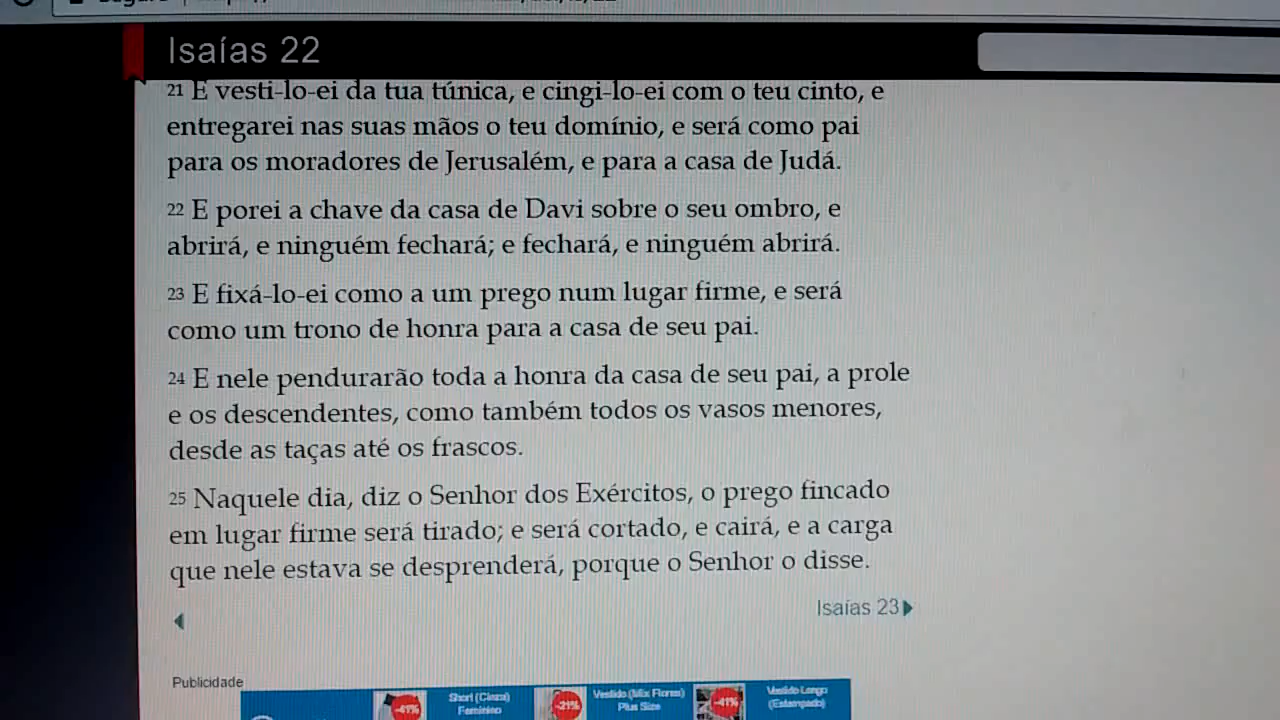 Isaías 22
21 E vesti-lo-ei da tua túnica, e cingi-lo-ei com o teu cinto, e
entregarei nas suas mãos o teu domínio, e será como pai
para os moradores de Jerusalém, e para a casa de Judá.
22 E porei a chave da casa de Davi sobre o seu ombro, e
abrirá, e ninguém fechará; e fechará, e ninguém abrirá.
23 E fixá-lo-ei como a um prego num lugar firme, e será
como um trono de honra para a casa de seu pai.
24 E nele pendurarão toda a honra da casa de seu pai, a prole
e os descendentes, como também todos os vasos menores,
desde as taças até os frascos.
25 Naquele dia, diz o Senhor dos Exércitos, o prego fincado
em lugar firme será tirado; e será cortado, e cairá, e a carga
que nele estava se desprenderá, porque o Senhor o disse.
Isaías 23
Publicidade
-41% Short (Cinza)
Feminino
-21% Vestido (Mix Flores)
Plus Size
-41% Vestido Longo
(Estampado)